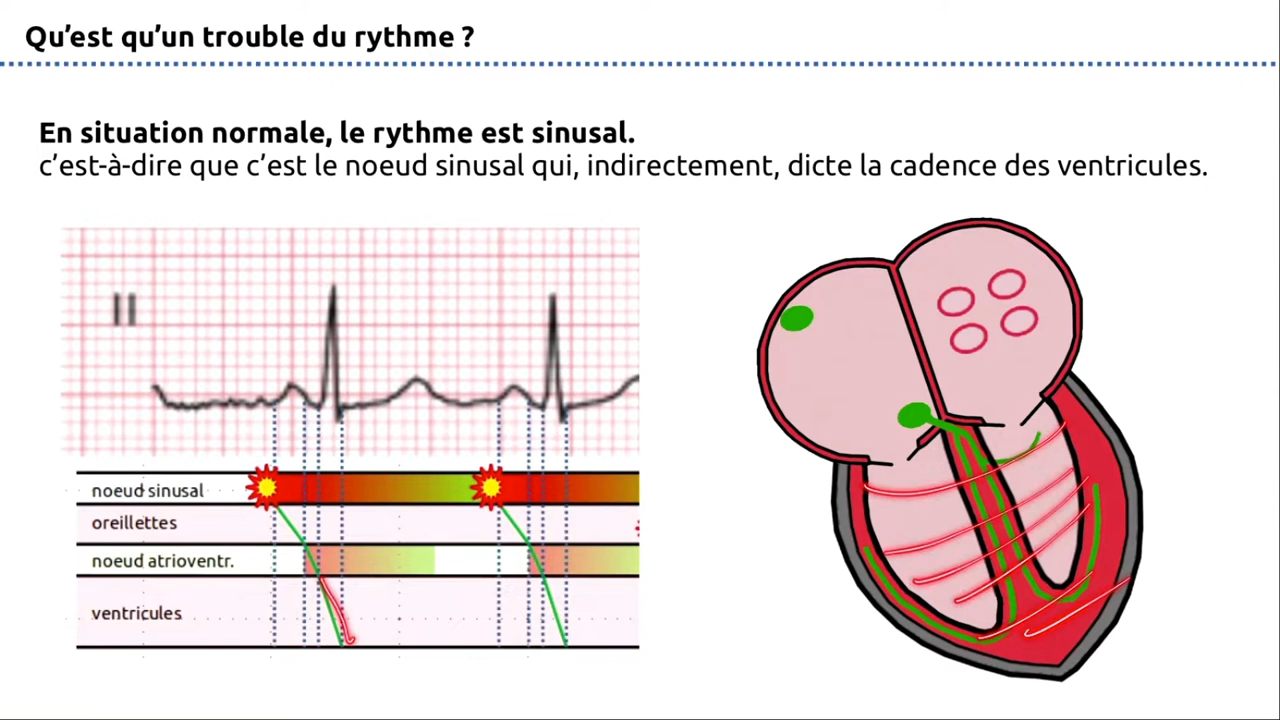 Qu’est qu’un trouble du rythme ?
En situation normale, le rythme est sinusal.
c’est-à-dire que c’est le noeud sinusal qui, indirectement, dicte la cadence des ventricules.
II
noeud sinusal
oreillettes
noeud atrioventr.
ventricules